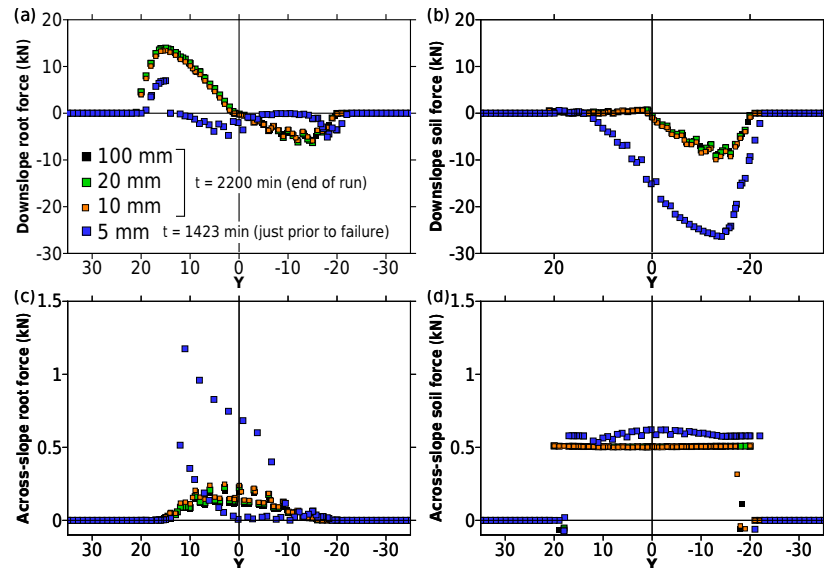 (a)
Downslope root force (kN)
20
10
0
-10
-20
-30
100 mm
20 mm
10 mm
t = 2200 min (end of run)
5 mm t = 1423 min (just prior to failure)
30 20 10 0 -10 -20 -30
Y
(b)
Downslope soil force (kN)
20
10
0
-10
-20
-30
20 0 -20
Y
(c)
Across-slope root force (kN)
1.5
1
0.5
0
30 20 10 0 -10 -20 -30
Y
(d)
Across-slope soil force (kN)
1.5
1
0.5
0
30 20 10 0 -10 -20 -30
Y